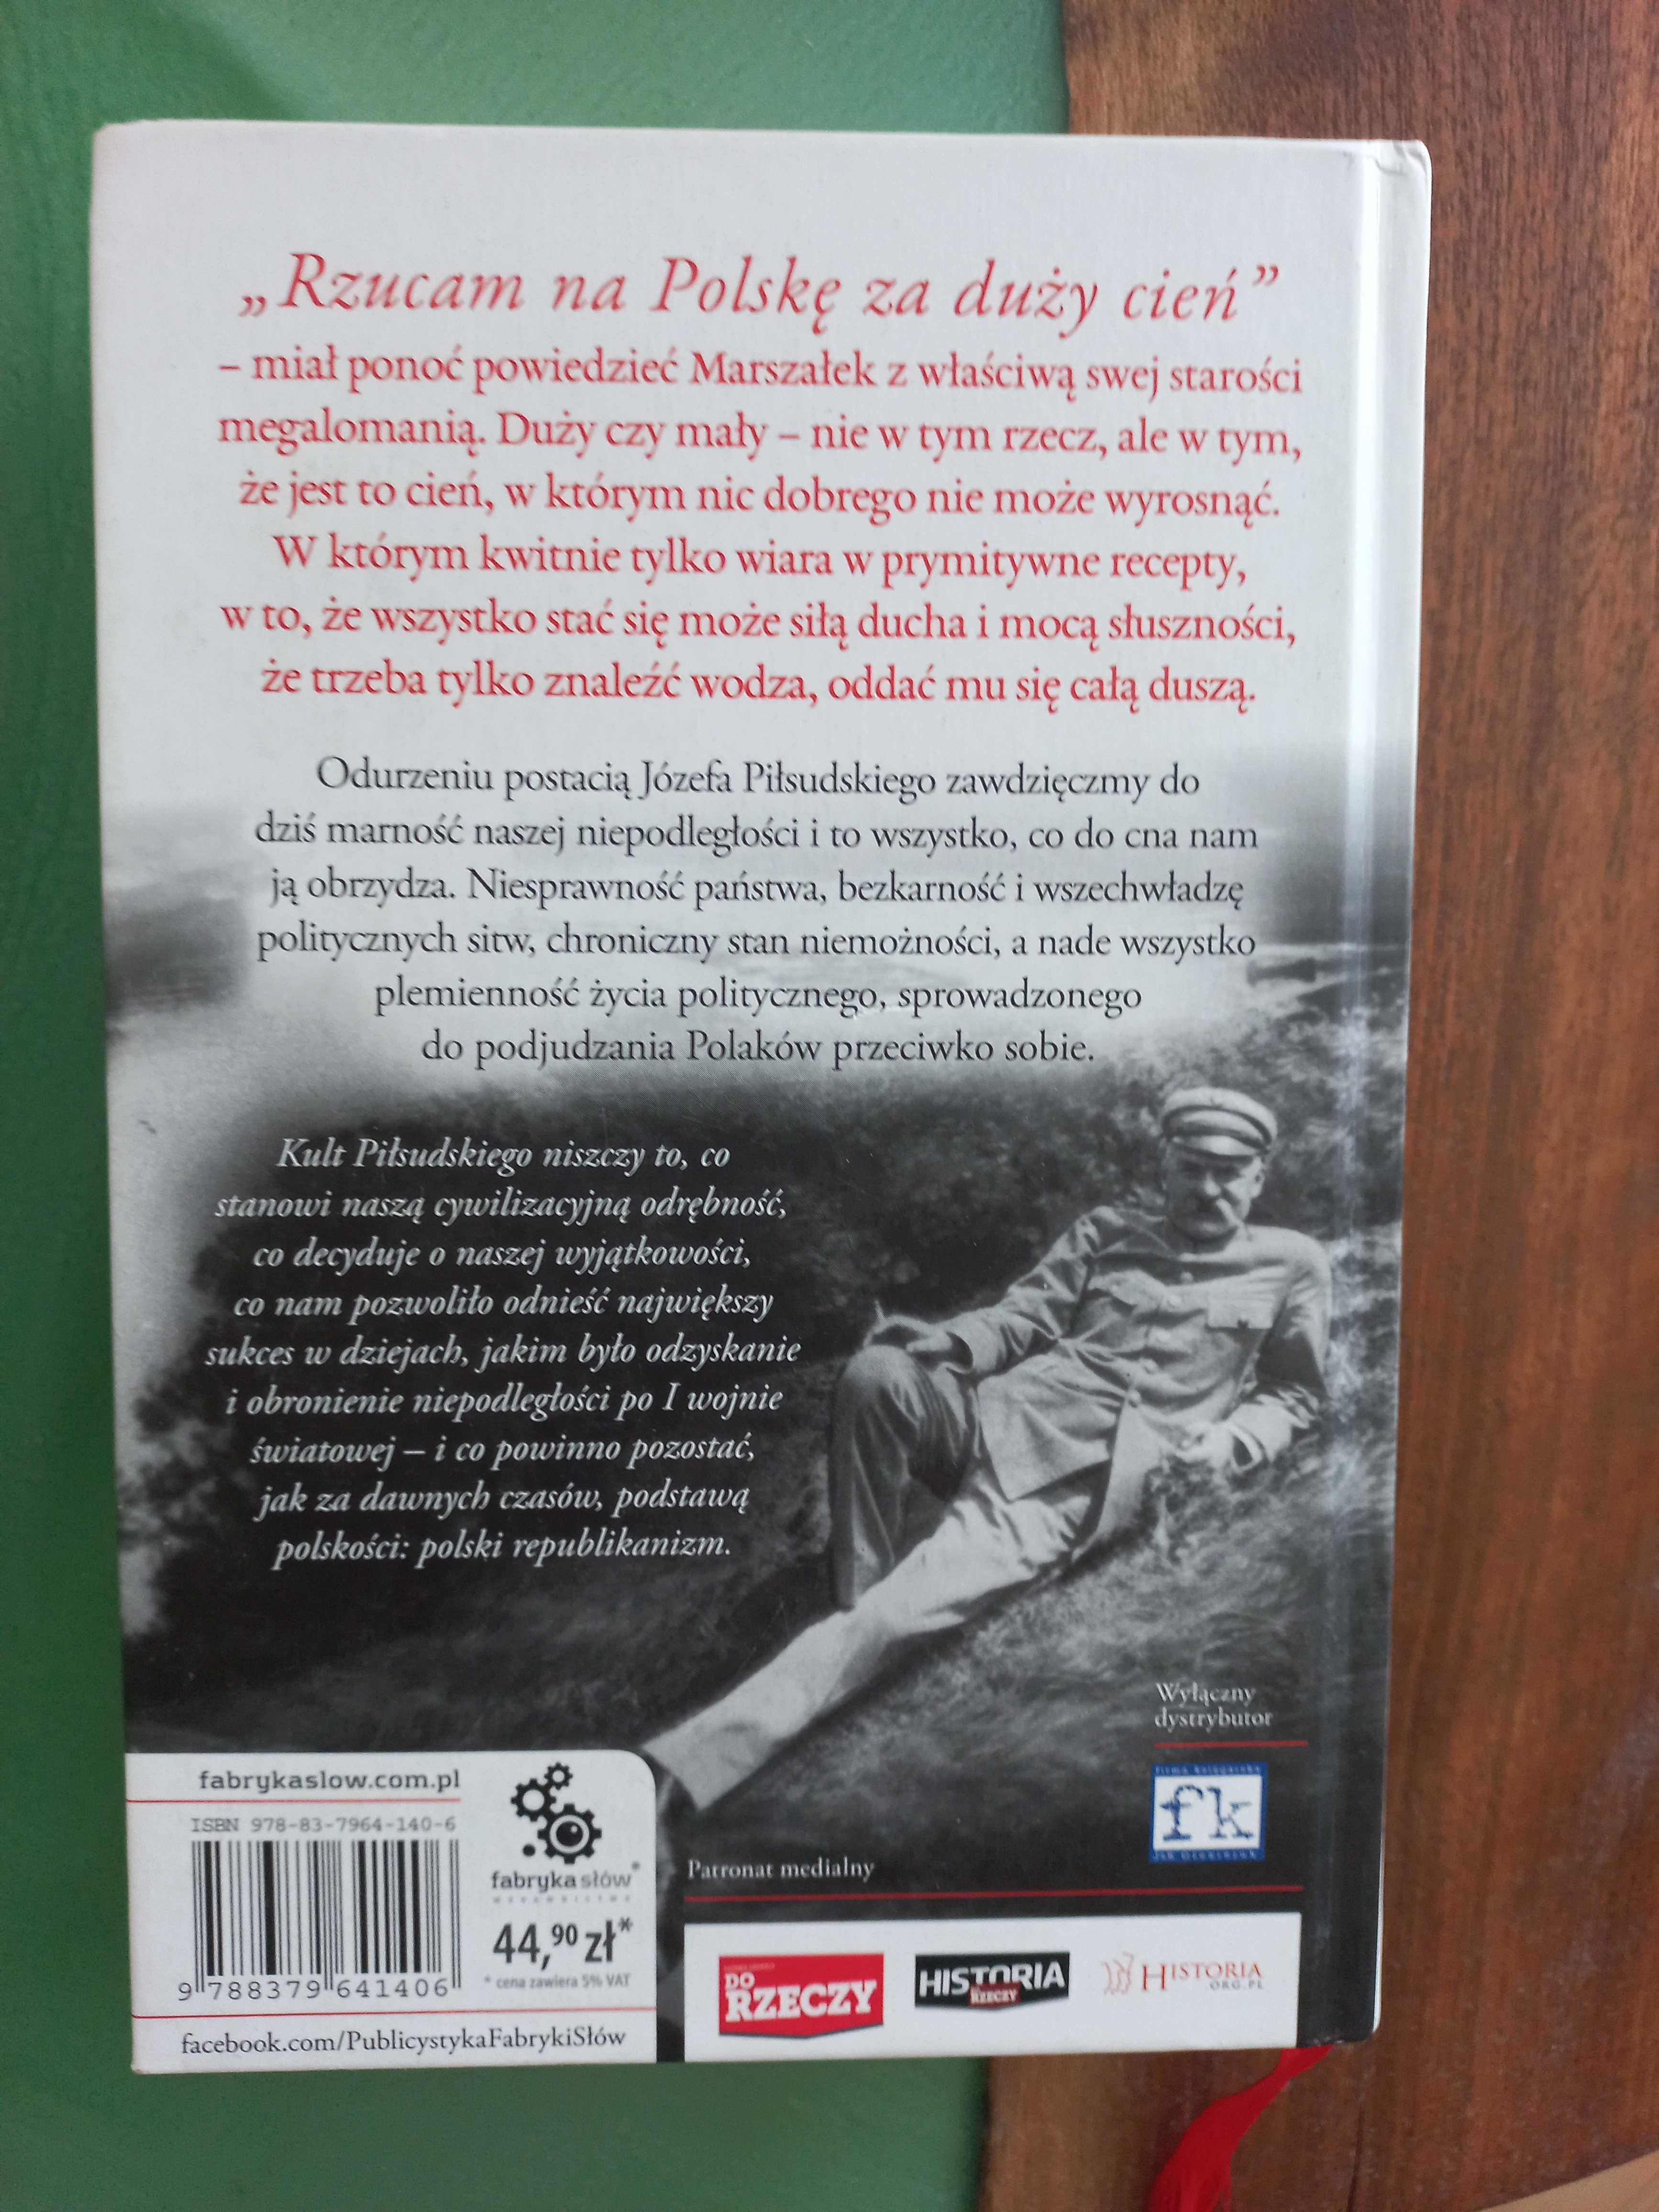 „Rzucam na Polskę za duży cień”
– miał ponoć powiedzieć Marszałek z właściwą swej starości
megalomanią. Duży czy mały – nie w tym rzecz, ale w tym,
że jest to cień, w którym nic dobrego nie może wyrosnąć.
W którym kwitnie tylko wiara w prymitywne recepty,
w to, że wszystko stać się może siłą ducha i mocą słuszności,
że trzeba tylko znaleźć wodza, oddać mu się całą duszą.
Odurzeniu postacią Józefa Piłsudskiego zawdzięczmy do
dziś marność naszej niepodległości i to wszystko, co do cna nam
ją obrzydza. Niesprawność państwa, bezkarność i wszechwładzę
politycznych sitw, chroniczny stan niemożności, a nade wszystko
plemienność życia politycznego, sprowadzonego
do podjudzania Polaków przeciwko sobie.
Kult Piłsudskiego niszczy to, co
stanowi naszą cywilizacyjną odrębność,
co decyduje o naszej wyjątkowości,
co nam pozwoliło odnieść największy
sukces w dziejach, jakim było odzyskanie
i obronienie niepodległości po I wojnie
światowej – i co powinno pozostać,
jak za dawnych czasów, podstawą
polskości: polski republikanizm.
Wyłączny
dystrybutor
fk
fabrykaslow.com.pl
ISBN 978-83-7964-140-6
9 788379 641406
fabryka słów
44,90 zł*
* cena zawiera 5% VAT
facebook.com/PublicystykaFabrykiSłów
Patronat medialny
DO
RZECZY
HISTORIA
RZECZY
HISTORIA
ORG.PL